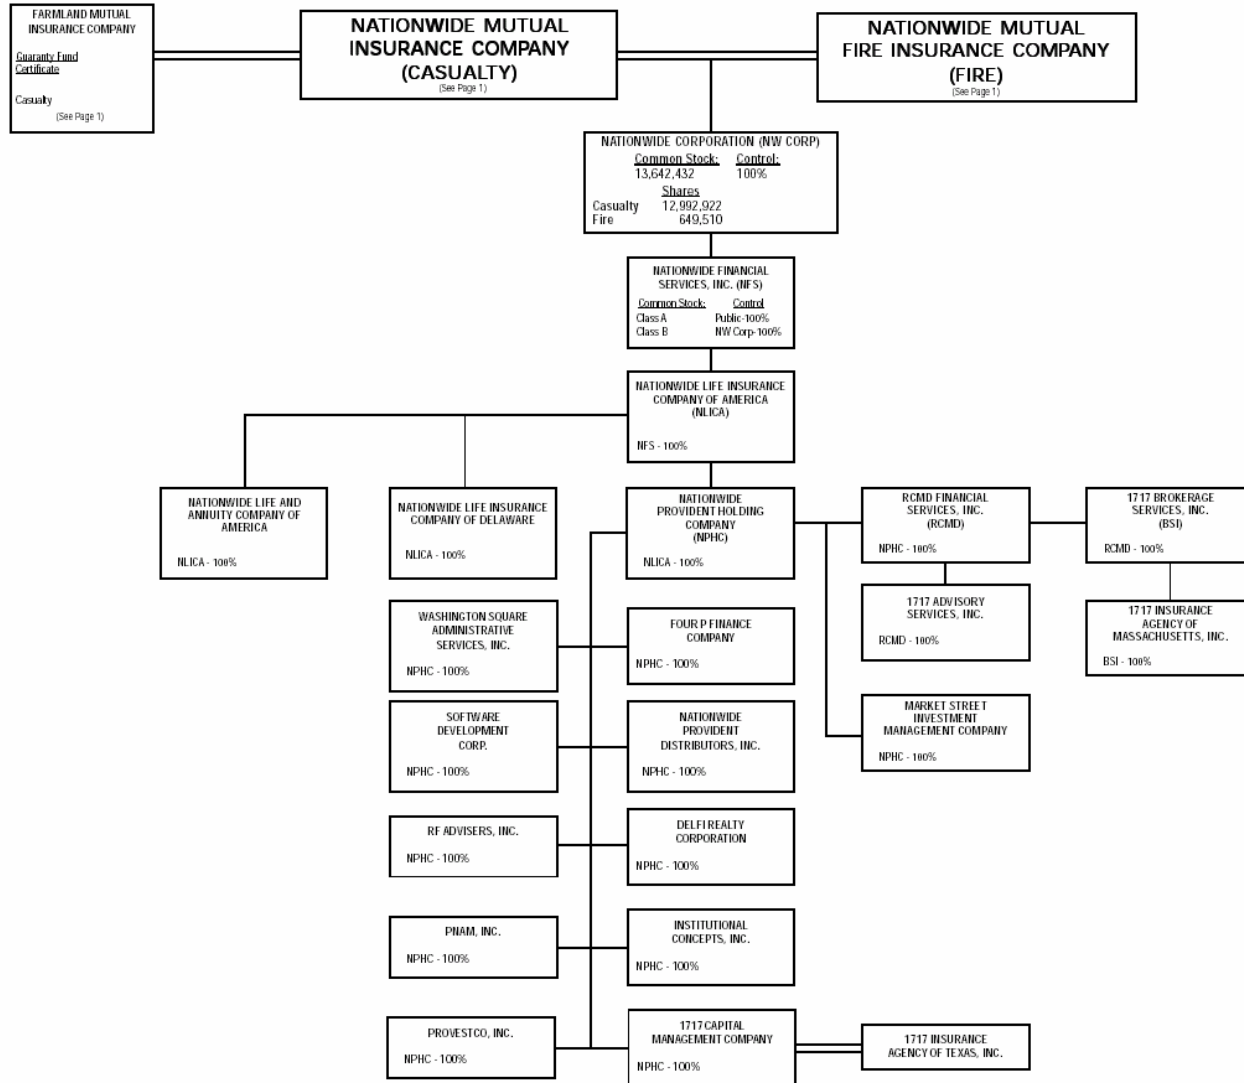 FARMLAND MUTUAL
INSURANCE COMPANY
Guaranty Fund
Certificate
Casualty
(See Page 1)
NATIONWIDE MUTUAL
INSURANCE COMPANY
(CASUALTY)
(See Page 1)
NATIONWIDE MUTUAL
FIRE INSURANCE COMPANY
(FIRE)
(See Page 1)
NATIONWIDE CORPORATION (NW CORP)
Common Stock: Control:
13,642,432 100%
Shares
Casualty 12,992,922
Fire 649,510
NATIONWIDE FINANCIAL
SERVICES, INC. (NFS)
Common Stock: Control
Class A Public-100%
Class B NW Corp-100%
NATIONWIDE LIFE INSURANCE
COMPANY OF AMERICA
(NLICA)
NFS - 100%
NATIONWIDE LIFE AND
ANNUITY COMPANY OF
AMERICA
NLICA - 100%
NATIONWIDE LIFE INSURANCE
COMPANY OF DELAWARE
NLICA - 100%
NATIONWIDE
PROVIDENT HOLDING
COMPANY
(NPHC)
NLICA - 100%
RCMD FINANCIAL
SERVICES, INC.
(RCMD)
NPHC - 100%
1717 BROKERAGE
SERVICES, INC.
(BSI)
RCMD - 100%
WASHINGTON SQUARE
ADMINISTRATIVE
SERVICES, INC.
NPHC - 100%
FOUR P FINANCE
COMPANY
NPHC - 100%
1717 ADVISORY
SERVICES, INC.
RCMD - 100%
1717 INSURANCE
AGENCY OF
MASSACHUSETTS, INC.
BSI - 100%
SOFTWARE
DEVELOPMENT
CORP.
NPHC - 100%
NATIONWIDE
PROVIDENT
DISTRIBUTORS, INC.
NPHC - 100%
MARKET STREET
INVESTMENT
MANAGEMENT COMPANY
NPHC - 100%
RF ADVISERS, INC.
NPHC - 100%
DELFI REALTY
CORPORATION
NPHC - 100%
PNAM, INC.
NPHC - 100%
INSTITUTIONAL
CONCEPTS, INC.
NPHC - 100%
PROVESTCO, INC.
NPHC - 100%
1717 CAPITAL
MANAGEMENT COMPANY
NPHC - 100%
1717 INSURANCE
AGENCY OF TEXAS, INC.